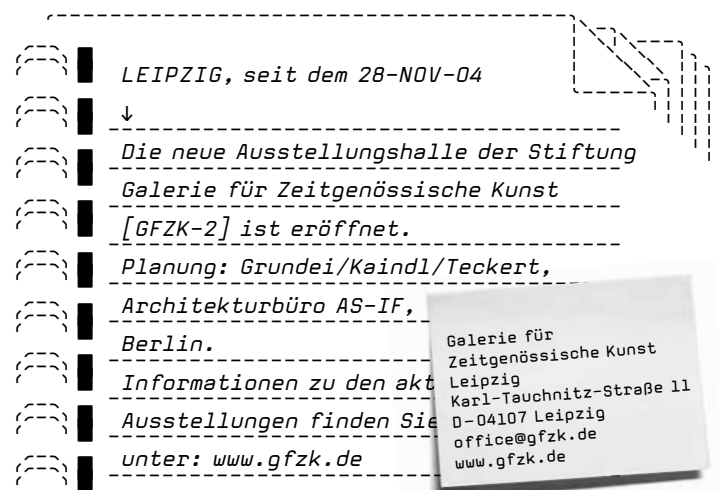 LEIPZIG, seit dem 28-NOV-04
↓
Die neue Ausstellungshalle der Stiftung
Galerie für Zeitgenössische Kunst
[GFZK-2] ist eröffnet.
Planung: Grundei/Kaindl/Teckert,
Architekturbüro AS-IF,
Berlin.
Informationen zu den akt
Ausstellungen finden Sie
unter: www.gfzk.de
Galerie für
Zeitgenössische Kunst
Leipzig
Karl-Tauchnitz-Straße 11
D-04107 Leipzig
office@gfzk.de
www.gfzk.de